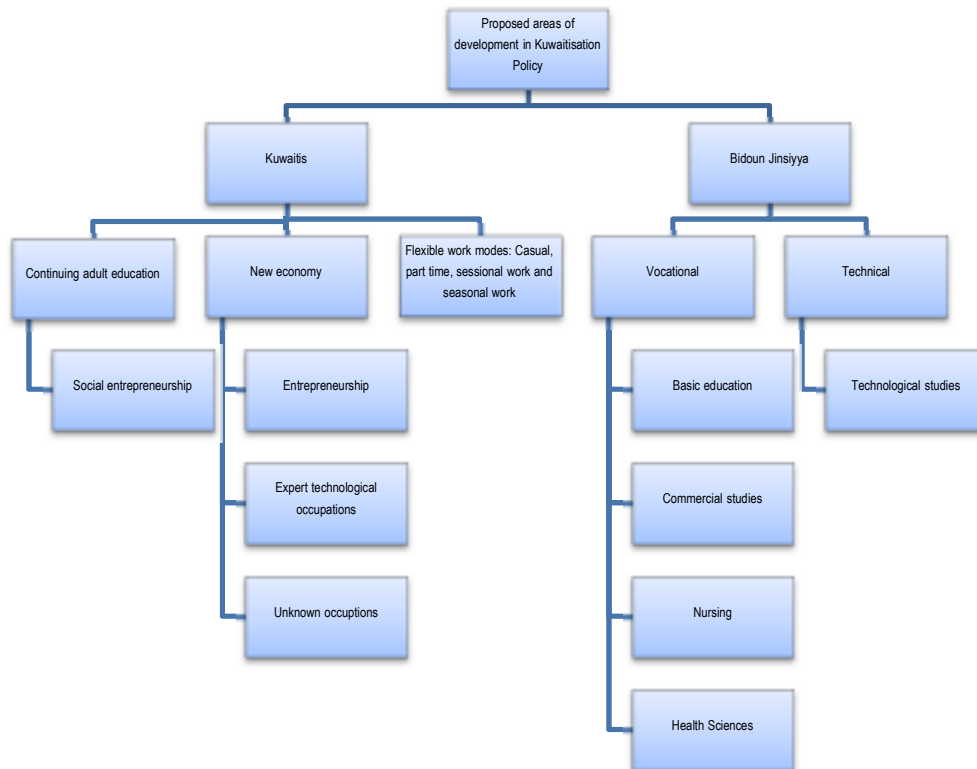 Proposed areas of
development in Kuwaitisation
Policy
Kuwaitis
Bidoun Jinsiyya
Continuing adult education
New economy
Flexible work modes: Casual,
part time, sessional work and
seasonal work
Vocational
Technical
Social entrepreneurship
Entrepreneurship
Basic education
Technological studies
Expert technological
occupations
Commercial studies
Unknown occuptions
Nursing
Health Sciences